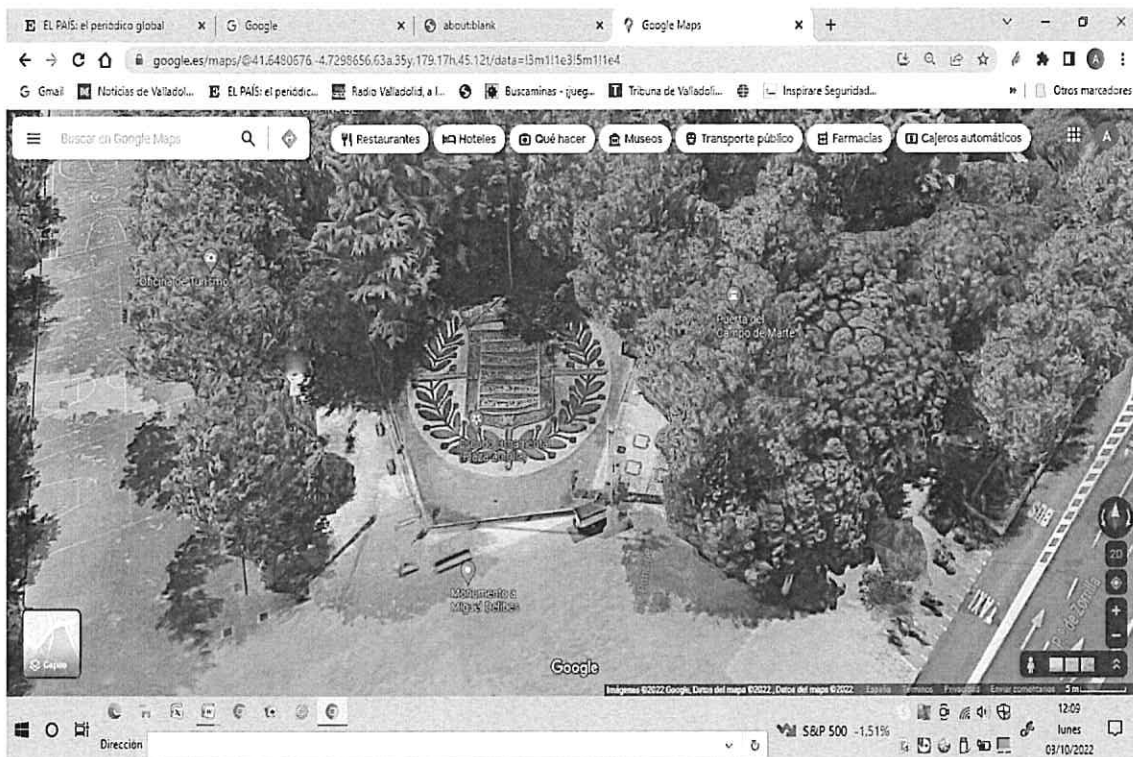 EL PAÍS: el periódico global
Google
about:blank
Google Maps
google.es/maps/@41.6480676,-4.7298656,63a,35y,179.17h,45.12t/data=!3m1!1e3!5m1!1e4
Gmail
Noticias de Valladol...
EL PAÍS: el periódic...
Radio Valladolid, a l...
Buscaminas - ¡jueg...
Tribuna de Valladoli...
Inspirare Seguridad...
Otros marcadores
Buscar en Google Maps
Restaurantes
Hoteles
Qué hacer
Museos
Transporte público
Farmacias
Cajeros automáticos
A
Oficina de Turismo
Puerta del
Campo de Marte
Monumento a
Miguel Delibes
BUS
TAXI
P.º de Zorrilla
2D
Capas
Google
Imágenes ©2022 Google, Datos del mapa ©2022, Datos del mapa ©2022
España
Términos
Privacidad
Enviar comentarios
5 m
Dirección
S&P 500 -1,51%
12:09
lunes
03/10/2022